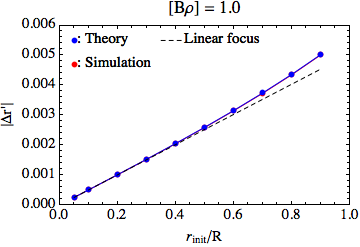 [Bρ] = 1.0
0.006
0.005
0.004
0.003
0.002
0.001
0.000
|Δr'|
: Theory
---Linear focus
: Simulation
0.0 0.2 0.4 0.6 0.8 1.0
r_init/R